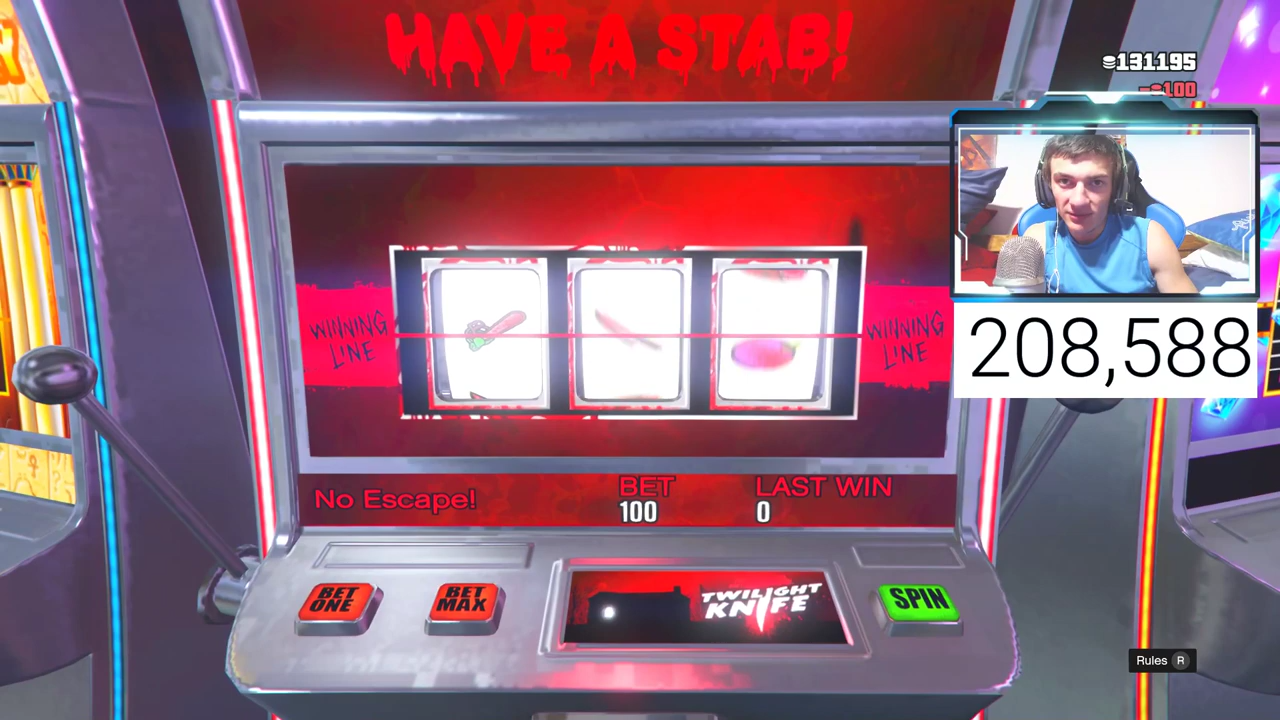 HAVE A STAB!
131195
-100
208,588
WINNING
LINE
WINNING
LINE
No Escape!
BET
100
LAST WIN
0
BET
ONE
BET
MAX
TWILIGHT
KNIFE
SPIN
Rules R